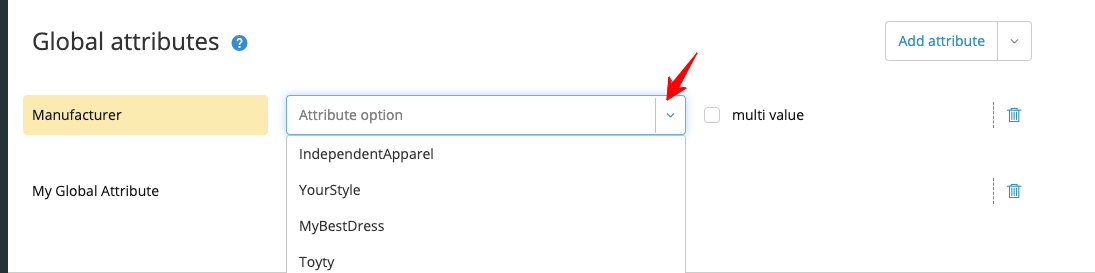 Global attributes ?
Add attribute
Manufacturer
Attribute option
multi value
IndependentApparel
YourStyle
My Global Attribute
MyBestDress
Toyty